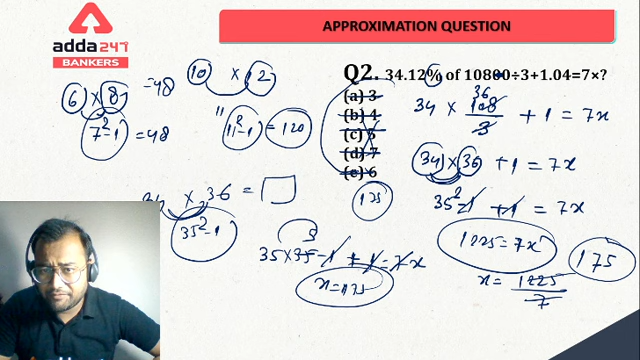 adda247
BANKERS
APPROXIMATION QUESTION
Q2. 34.12% of 10800÷3+1.04=7×?
(a) 3
(b) 4
(c) 5
(d) 7
(e) 6
6 × 8 = 48
7² - 1 = 48
10 × 12
11² - 1 = 120
34 × 36 =
35² - 1
175
35 × 35 - 1 + 1 = 7x
5
x = 175
36
34 × 108/3 + 1 = 7x
34 × 36 + 1 = 7x
35² - 1 + 1 = 7x
1225 = 7x
x = 1225/7
175